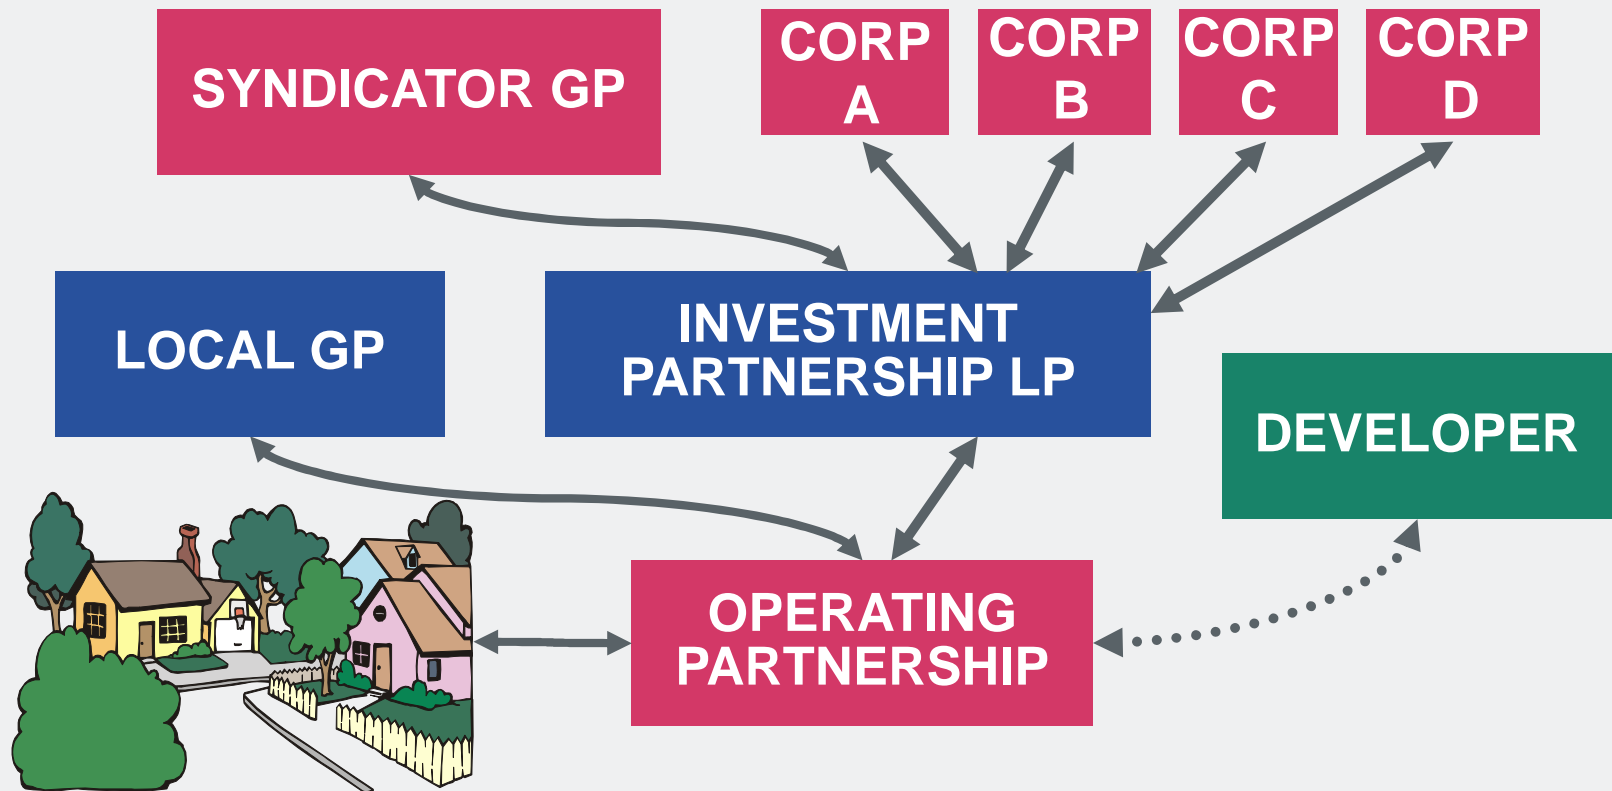 SYNDICATOR GP
CORP
A
CORP
B
CORP
C
CORP
D
LOCAL GP
INVESTMENT
PARTNERSHIP LP
DEVELOPER
OPERATING
PARTNERSHIP